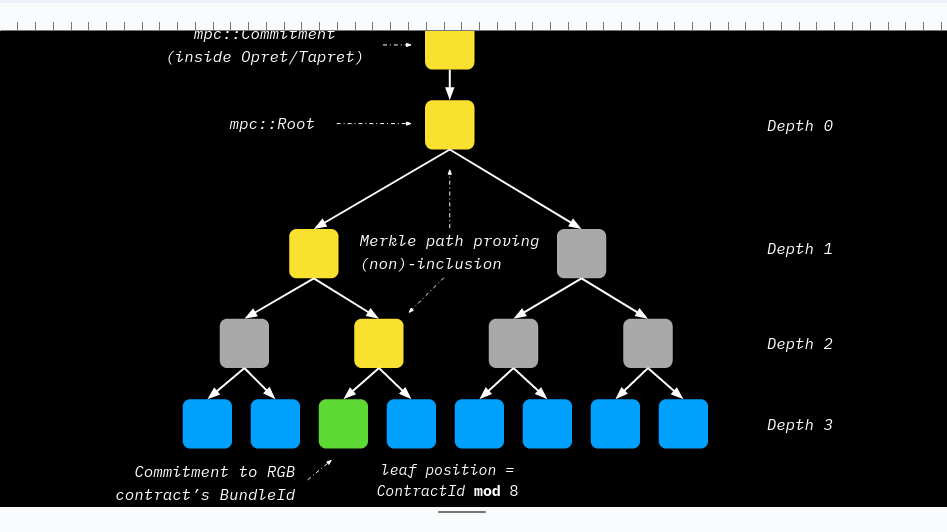 mpc::Commitment
(inside Opret/Tapret)
mpc::Root
Depth 0
Merkle path proving
(non)-inclusion
Depth 1
Depth 2
Depth 3
Commitment to RGB
contract’s BundleId
leaf position =
ContractId mod 8